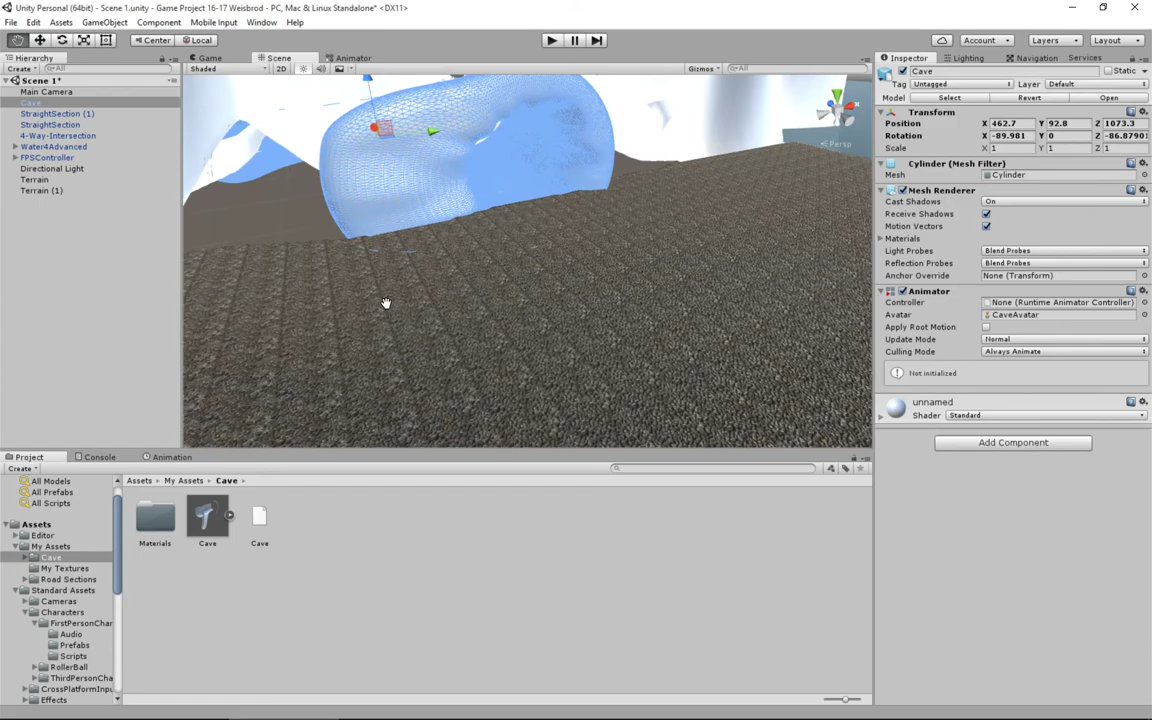 Unity Personal (64bit) - Scene 1.unity - Game Project 16-17 Weisbrod - PC, Mac & Linux Standalone* <DX11>
File Edit Assets GameObject Component Mobile Input Window Help
Center Local Account Layers Layout
Hierarchy
Create All
Scene 1*
Main Camera
Cave
StraightSection (1)
StraightSection
4-Way-Intersection
Water4Advanced
FPSController
Directional Light
Terrain
Terrain (1)
Game Scene Animator
Shaded 2D Gizmos All
Persp
Inspector Lighting Navigation Services
Cave Static
Tag Untagged Layer Default
Model Select Revert Open
Transform
Position X 462.7 Y 92.8 Z 1073.3
Rotation X -89.981 Y 0 Z -86.8790
Scale X 1 Y 1 Z 1
Cylinder (Mesh Filter)
Mesh Cylinder
Mesh Renderer
Cast Shadows On
Receive Shadows
Motion Vectors
Materials
Light Probes Blend Probes
Reflection Probes Blend Probes
Anchor Override None (Transform)
Animator
Controller None (Runtime Animator Controller)
Avatar CaveAvatar
Apply Root Motion
Update Mode Normal
Culling Mode Always Animate
Not initialized
unnamed
Shader Standard
Add Component
Project Console Animation
Create
All Models
All Prefabs
All Scripts
Assets
Editor
My Assets
Cave
My Textures
Road Sections
Standard Assets
Cameras
Characters
FirstPersonChar
Audio
Prefabs
Scripts
RollerBall
ThirdPersonCha
CrossPlatformInpu
Effects
Assets My Assets Cave
Materials Cave Cave